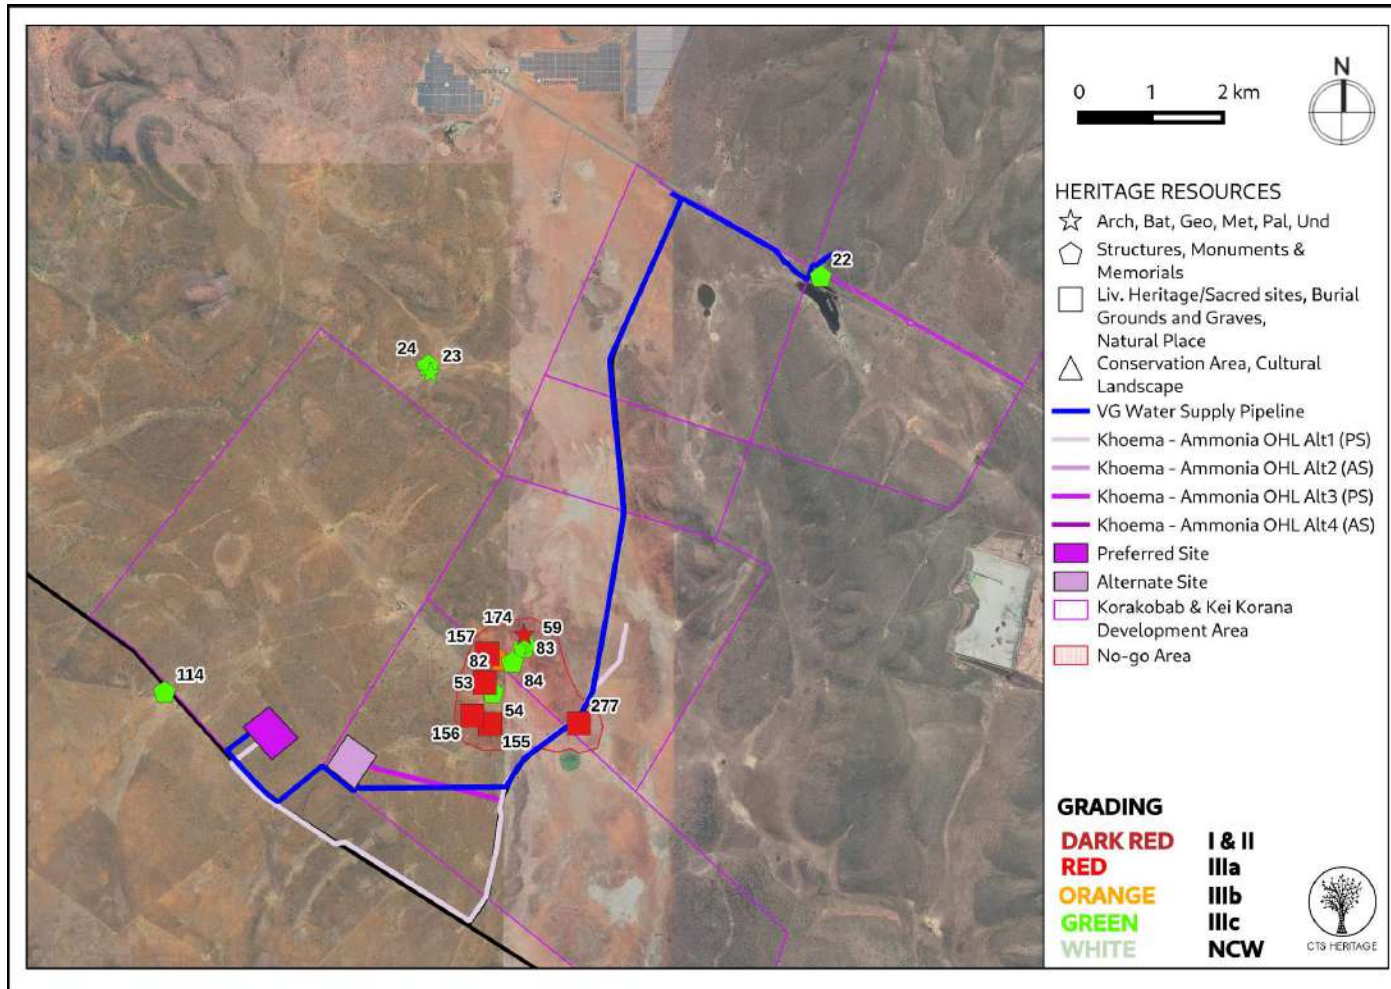 22
24
23
174
59
157
83
82
84
53
54
277
156
155
114
0 1 2 km
N
HERITAGE RESOURCES
Arch, Bat, Geo, Met, Pal, Und
Structures, Monuments &
Memorials
Liv. Heritage/Sacred sites, Burial
Grounds and Graves,
Natural Place
Conservation Area, Cultural
Landscape
VG Water Supply Pipeline
Khoema - Ammonia OHL Alt1 (PS)
Khoema - Ammonia OHL Alt2 (AS)
Khoema - Ammonia OHL Alt3 (PS)
Khoema - Ammonia OHL Alt4 (AS)
Preferred Site
Alternate Site
Korakobab & Kei Korana
Development Area
No-go Area
GRADING
DARK RED I & II
RED IIIa
ORANGE IIIb
GREEN IIIc
WHITE NCW
CTS HERITAGE